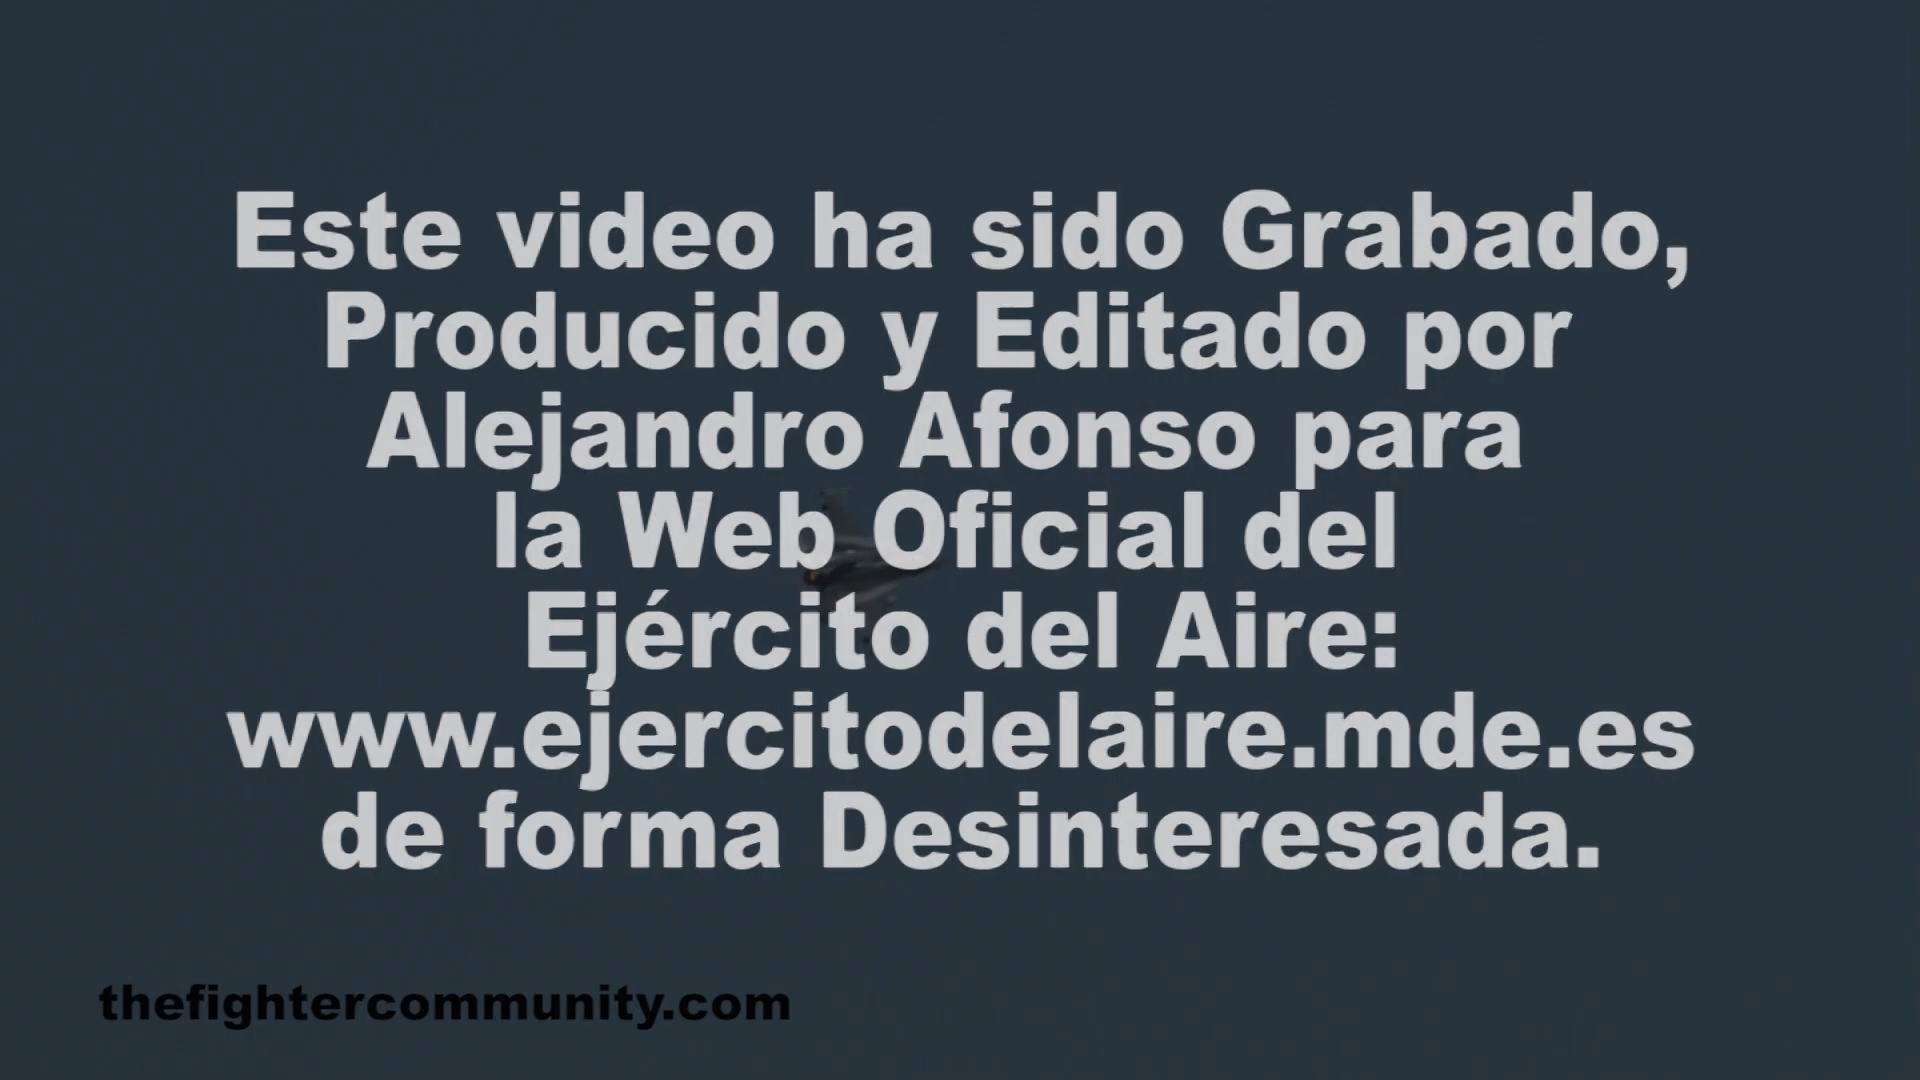 Este video ha sido Grabado,
Producido y Editado por
Alejandro Afonso para
la Web Oficial del
Ejército del Aire:
www.ejercitodelaire.mde.es
de forma Desinteresada.
thefightercommunity.com